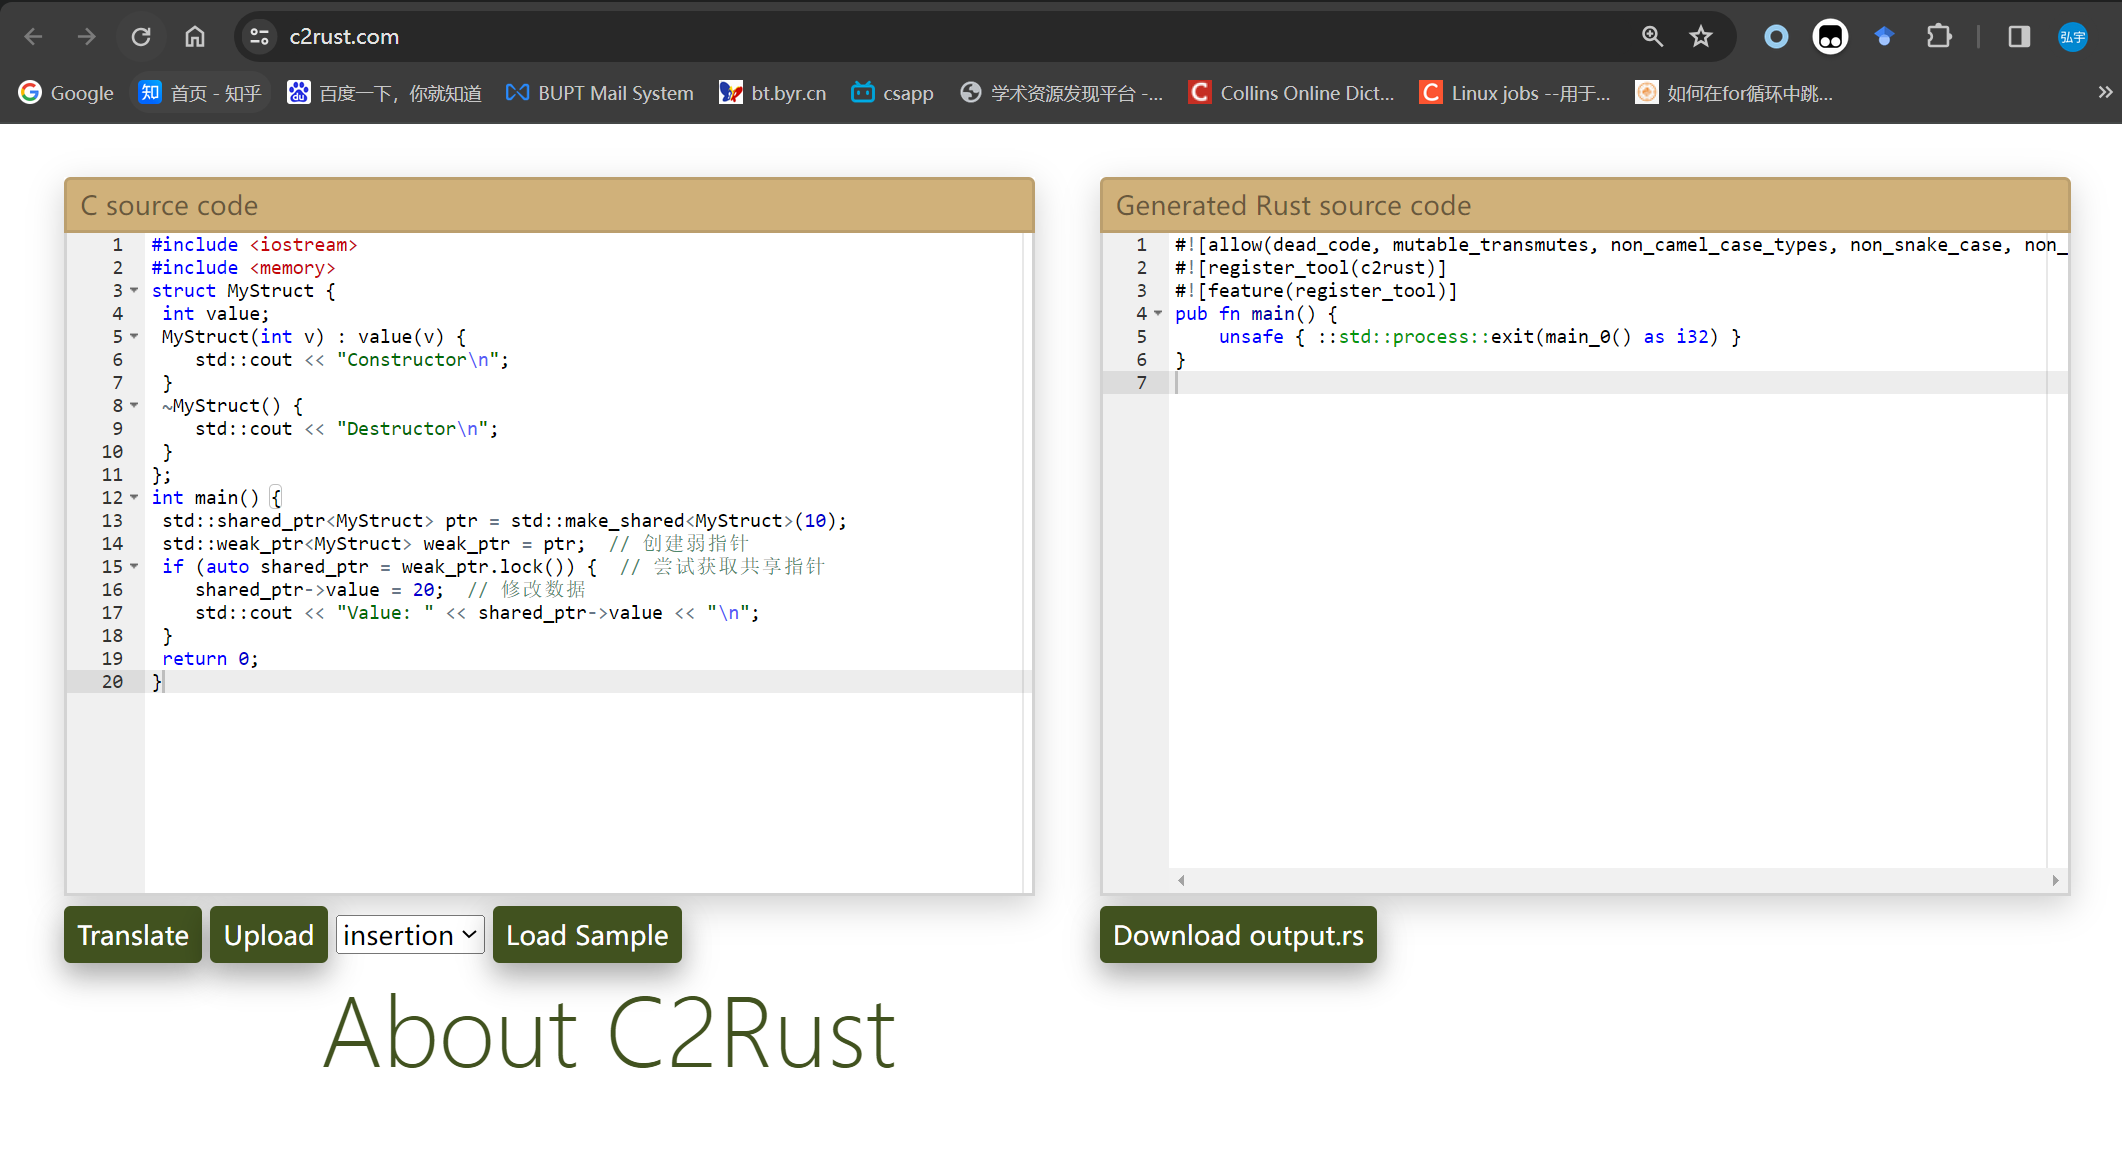 c2rust.com
弘宇
Google
知 首页 - 知乎
du 百度一下，你就知道
BUPT Mail System
bt.byr.cn
csapp
学术资源发现平台 -...
C Collins Online Dict...
C Linux jobs --用于...
如何在for循环中跳...
C source code
1 #include <iostream>
2 #include <memory>
3 struct MyStruct {
4 int value;
5 MyStruct(int v) : value(v) {
6 std::cout << "Constructor\n";
7 }
8 ~MyStruct() {
9 std::cout << "Destructor\n";
10 }
11 };
12 int main() {
13 std::shared_ptr<MyStruct> ptr = std::make_shared<MyStruct>(10);
14 std::weak_ptr<MyStruct> weak_ptr = ptr;  // 创建弱指针
15 if (auto shared_ptr = weak_ptr.lock()) {  // 尝试获取共享指针
16 shared_ptr->value = 20;  // 修改数据
17 std::cout << "Value: " << shared_ptr->value << "\n";
18 }
19 return 0;
20 }
Translate
Upload
insertion
Load Sample
Generated Rust source code
1 #![allow(dead_code, mutable_transmutes, non_camel_case_types, non_snake_case, non_
2 #![register_tool(c2rust)]
3 #![feature(register_tool)]
4 pub fn main() {
5 unsafe { ::std::process::exit(main_0() as i32) }
6 }
7
Download output.rs
About C2Rust